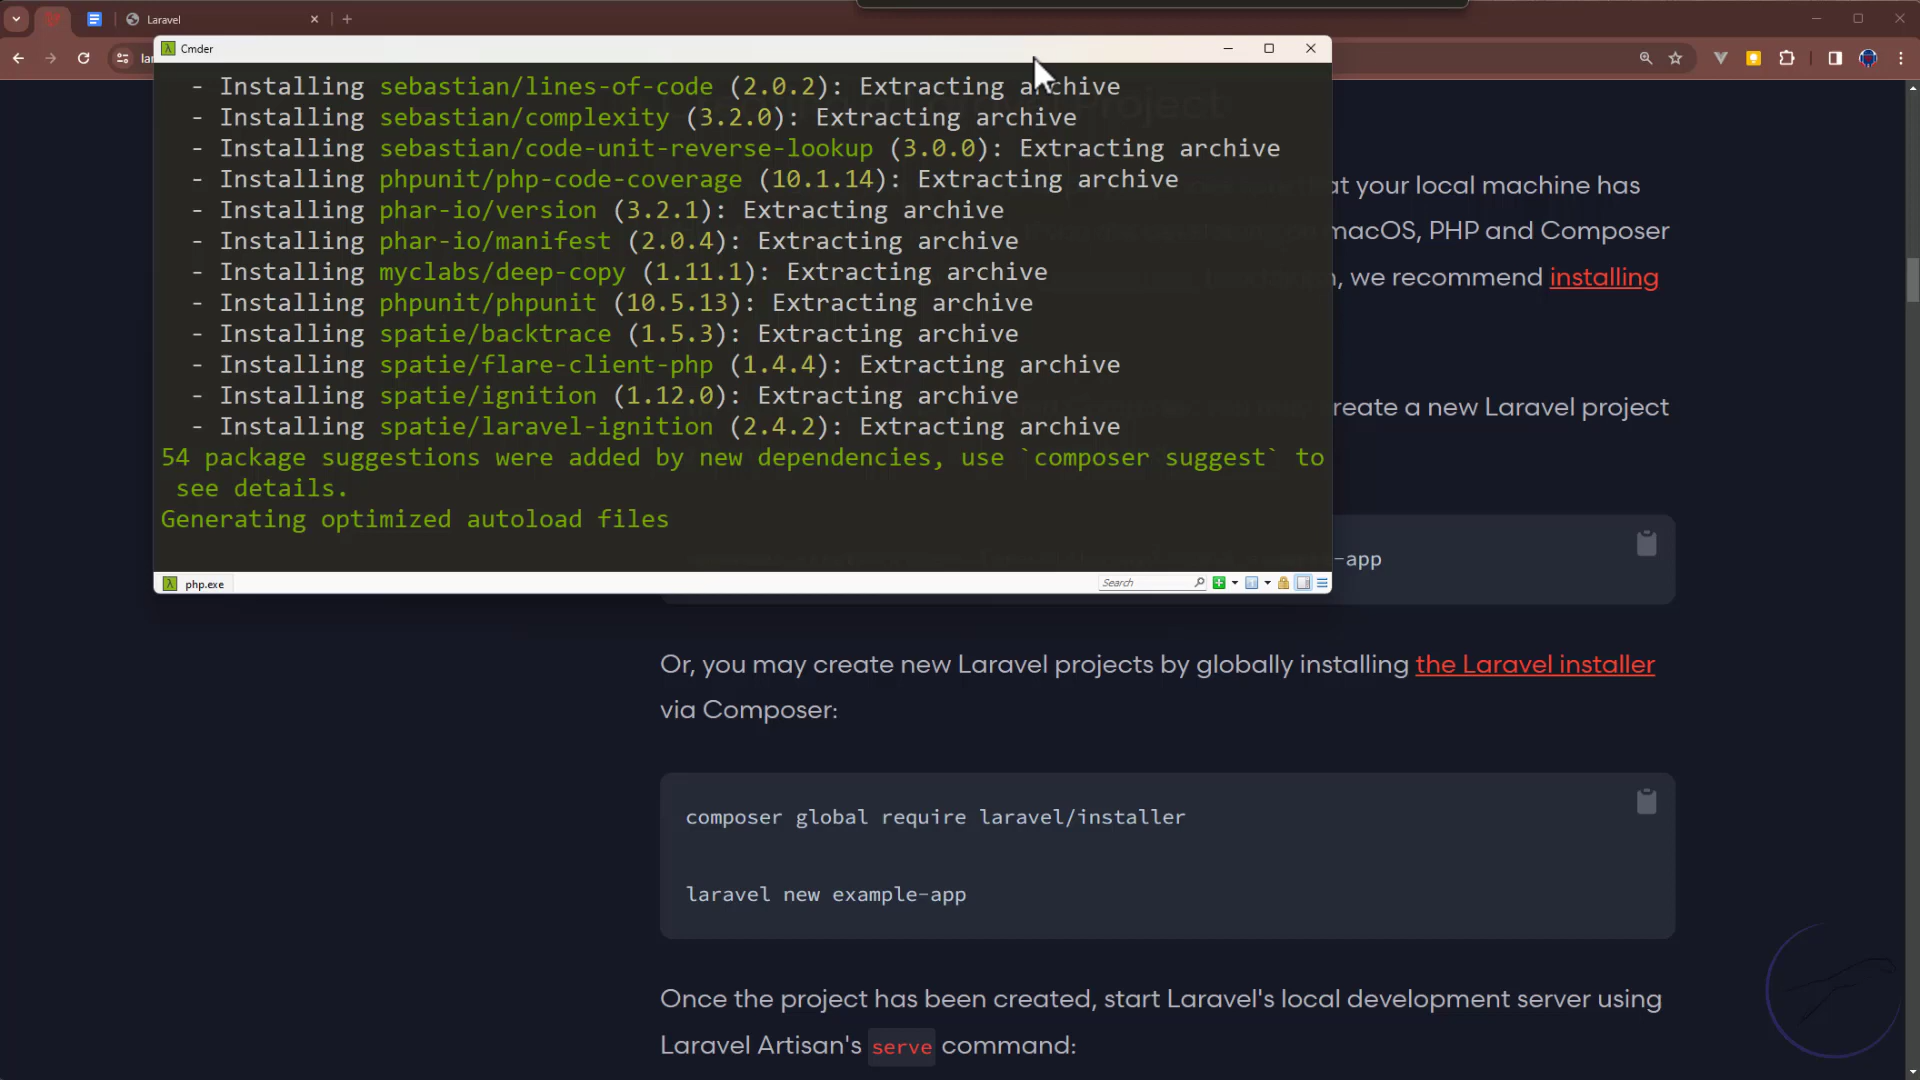 Laravel
lar
Cmder
- Installing sebastian/lines-of-code (2.0.2): Extracting archive
- Installing sebastian/complexity (3.2.0): Extracting archive
- Installing sebastian/code-unit-reverse-lookup (3.0.0): Extracting archive
- Installing phpunit/php-code-coverage (10.1.14): Extracting archive
- Installing phar-io/version (3.2.1): Extracting archive
- Installing phar-io/manifest (2.0.4): Extracting archive
- Installing myclabs/deep-copy (1.11.1): Extracting archive
- Installing phpunit/phpunit (10.5.13): Extracting archive
- Installing spatie/backtrace (1.5.3): Extracting archive
- Installing spatie/flare-client-php (1.4.4): Extracting archive
- Installing spatie/ignition (1.12.0): Extracting archive
- Installing spatie/laravel-ignition (2.4.2): Extracting archive
54 package suggestions were added by new dependencies, use `composer suggest` to
see details.
Generating optimized autoload files
php.exe
Search
Project
at your local machine has
macOS, PHP and Composer
, we recommend installing
create a new Laravel project
-app
Or, you may create new Laravel projects by globally installing the Laravel installer
via Composer:
composer global require laravel/installer
laravel new example-app
Once the project has been created, start Laravel's local development server using
Laravel Artisan's serve command: